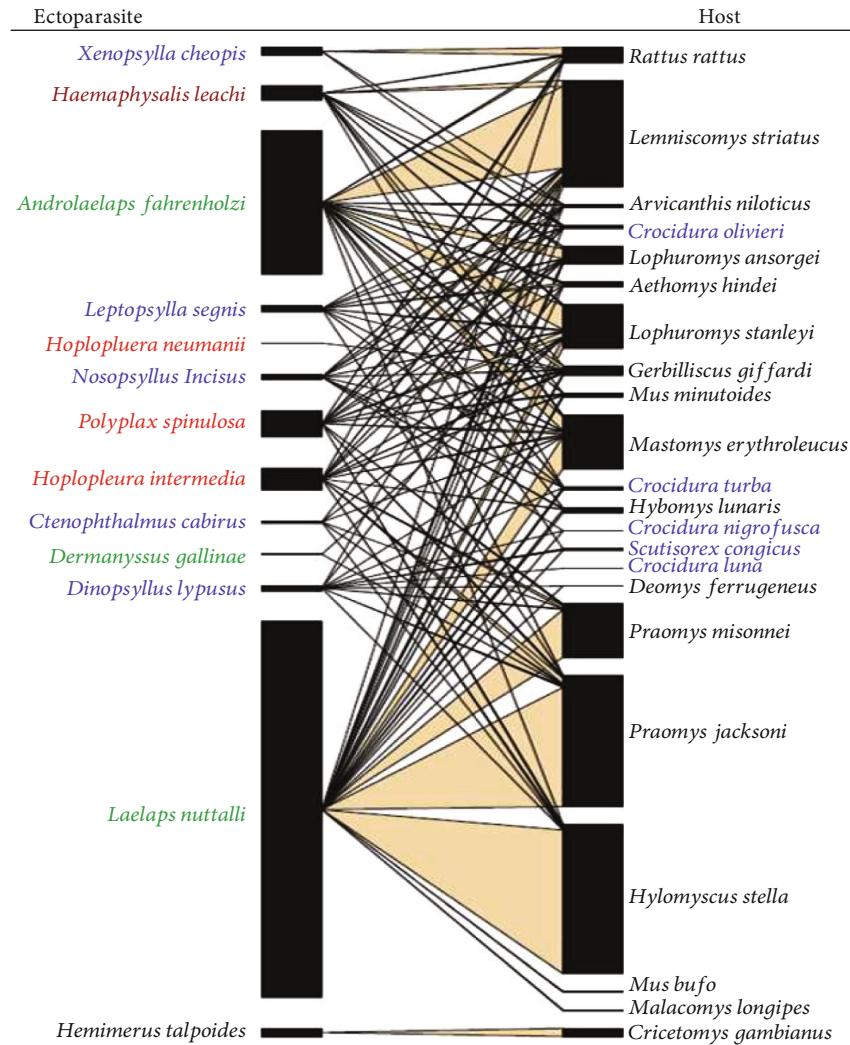 Ectoparasite
Host
Xenopsylla cheopis
Haemaphysalis leachi
Androlaelaps fahrenholzi
Leptopsylla segnis
Hoplopluera neumanii
Nosopsyllus Incisus
Polyplax spinulosa
Hoplopleura intermedia
Ctenophthalmus cabirus
Dermanyssus gallinae
Dinopsyllus lypusus
Laelaps nuttalli
Hemimerus talpoides
Rattus rattus
Lemniscomys striatus
Arvicanthis niloticus
Crocidura olivieri
Lophuromys ansorgei
Aethomys hindei
Lophuromys stanleyi
Gerbilliscus giffardi
Mus minutoides
Mastomys erythroleucus
Crocidura turba
Hybomys lunaris
Crocidura nigrofusca
Scutisorex congicus
Crocidura luna
Deomys ferrugeneus
Praomys misonnei
Praomys jacksoni
Hylomyscus stella
Mus bufo
Malacomys longipes
Cricetomys gambianus